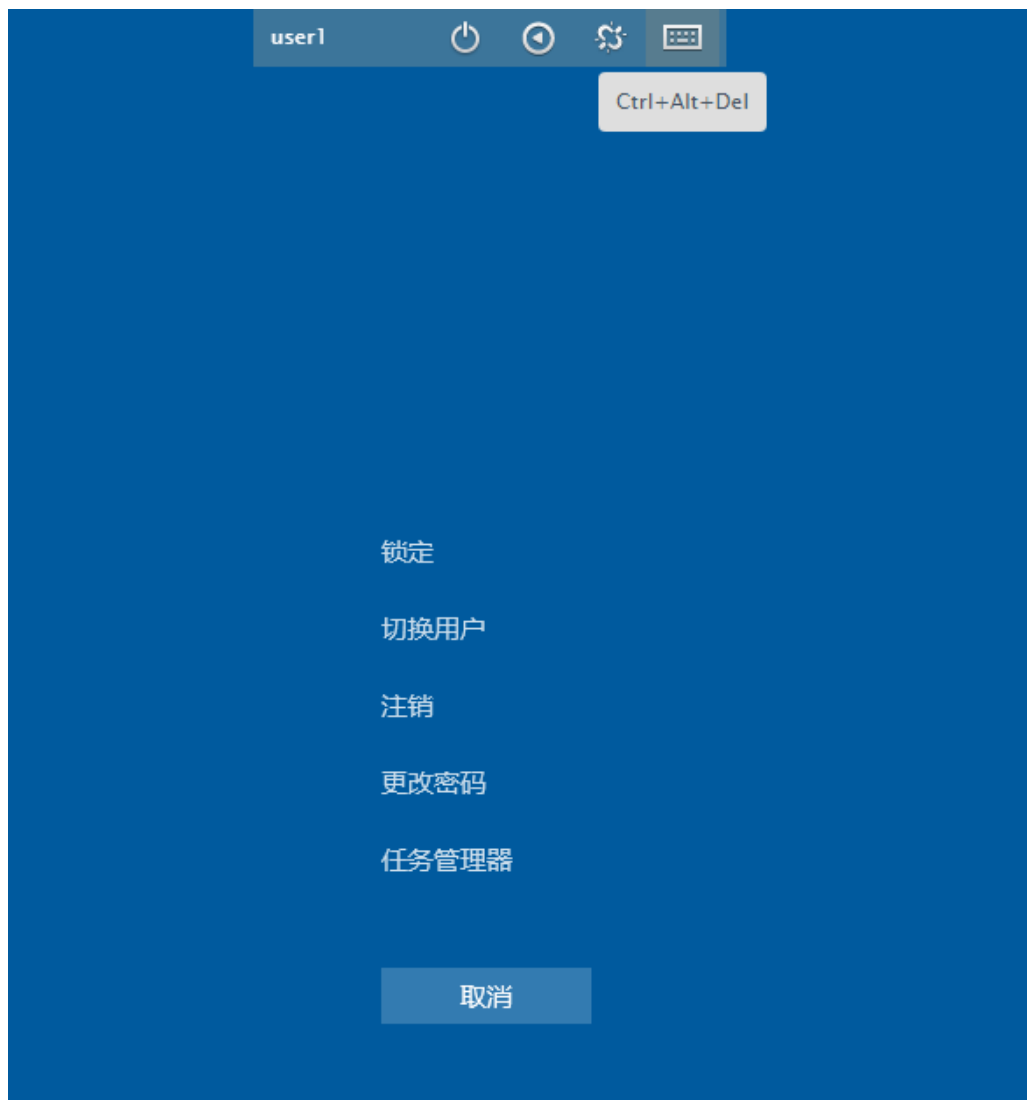 user1
Ctrl+Alt+Del
锁定
切换用户
注销
更改密码
任务管理器
取消